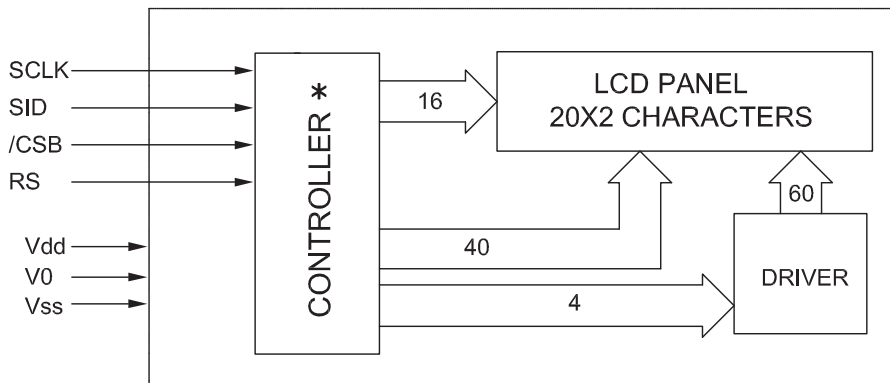 SCLK
SID
/CSB
RS
Vdd
V0
Vss
CONTROLLER *
16
40
4
LCD PANEL
20X2 CHARACTERS
60
DRIVER